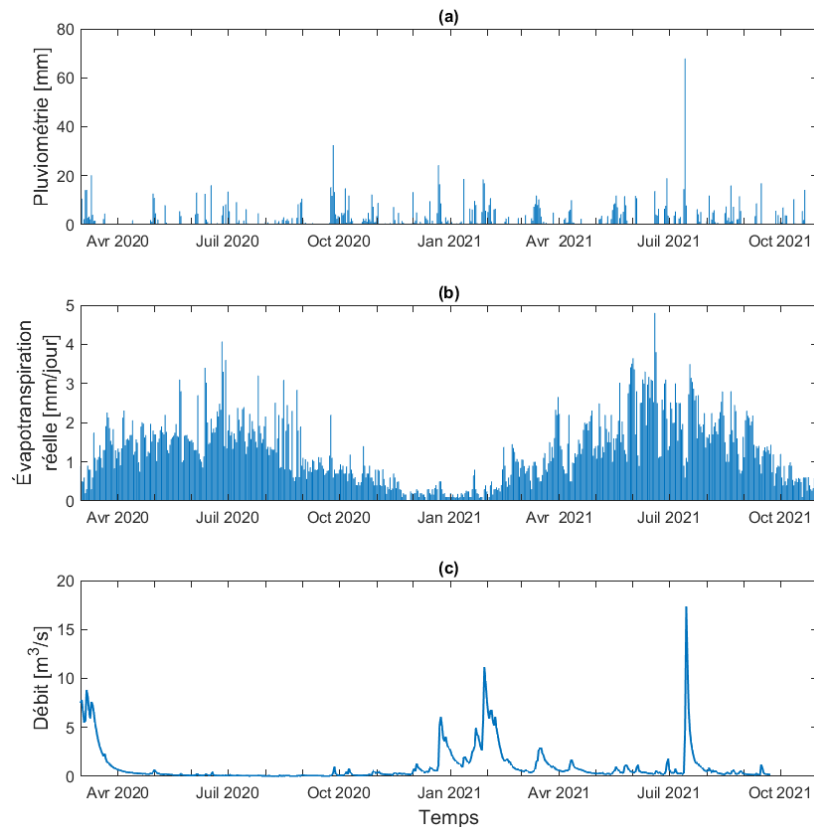 (a)
Pluviométrie [mm]
80
60
40
20
0
Avr 2020 Juil 2020 Oct 2020 Jan 2021 Avr 2021 Juil 2021 Oct 2021
(b)
Évapotranspiration
réelle [mm/jour]
5
4
3
2
1
0
Avr 2020 Juil 2020 Oct 2020 Jan 2021 Avr 2021 Juil 2021 Oct 2021
(c)
Débit [m³/s]
20
15
10
5
0
Avr 2020 Juil 2020 Oct 2020 Jan 2021 Avr 2021 Juil 2021 Oct 2021
Temps